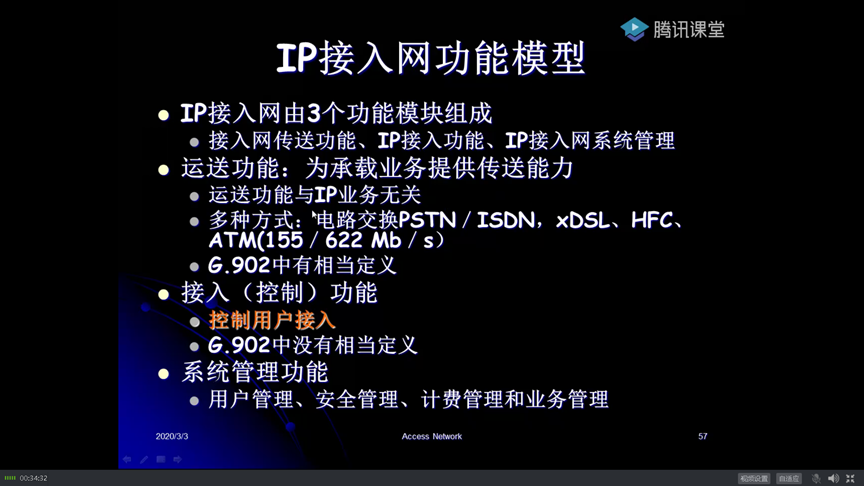 腾讯课堂
IP接入网功能模型
IP接入网由3个功能模块组成
接入网传送功能、IP接入功能、IP接入网系统管理
运送功能：为承载业务提供传送能力
运送功能与IP业务无关
多种方式：电路交换PSTN／ISDN，xDSL、HFC、
ATM(155／622 Mb／s）
G.902中有相当定义
接入（控制）功能
控制用户接入
G.902中没有相当定义
系统管理功能
用户管理、安全管理、计费管理和业务管理
2020/3/3
Access Network
57
00:34:32
视频设置
自适应